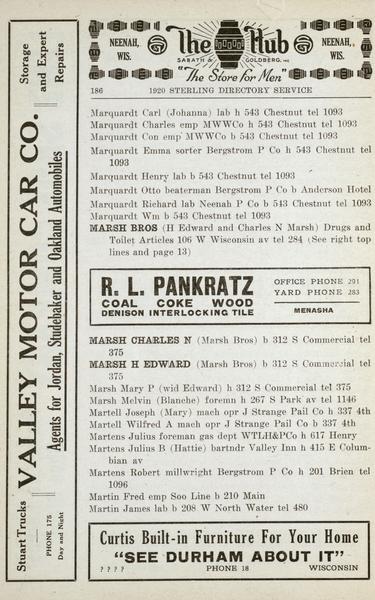 Storage
and Expert
Repairs
VALLEY MOTOR CAR CO.
Agents for Jordan, Studebaker and Oakland Automobiles
Stuart Trucks
PHONE 175
Day and Night
NEENAH,
WIS.
The Hub
SARATH & GOLDBERG, INC
"The Store for Men"
NEENAH,
WIS.
186 1920 STERLING DIRECTORY SERVICE
Marquardt Carl (Johanna) lab h 543 Chestnut tel 1093
Marquardt Charles emp MWWCo h 543 Chestnut tel 1093
Marquardt Con emp MWWCo b 543 Chestnut tel 1093
Marquardt Emma sorter Bergstrom P Co h 543 Chestnut tel
1093
Marquardt Henry lab b 543 Chestnut tel 1093
Marquardt Otto beaterman Bergstrom P Co b Anderson Hotel
Marquardt Richard lab Neenah P Co b 543 Chestnut tel 1093
Marquardt Wm b 543 Chestnut tel 1093
MARSH BROS (H Edward and Charles N Marsh) Drugs and
Toilet Articles 106 W Wisconsin av tel 284 (See right top
lines and page 13)
R. L. PANKRATZ
COAL COKE WOOD
DENISON INTERLOCKING TILE
OFFICE PHONE 291
YARD PHONE 283
MENASHA
MARSH CHARLES N (Marsh Bros) b 312 S Commercial tel
375
MARSH H EDWARD (Marsh Bros) b 312 S Commercial tel
375
Marsh Mary P (wid Edward) h 312 S Commercial tel 375
Marsh Melvin (Blanche) foremn h 267 S Park av tel 1146
Martell Joseph (Mary) mach opr J Strange Pail Co h 337 4th
Martell Wilfred A mach opr J Strange Pail Co b 337 4th
Martens Julius foreman gas dept WTLH&PCo h 617 Henry
Martens Julius B (Hattie) bartndr Valley Inn h 415 E Colum-
bian av
Martens Robert millwright Bergstrom P Co h 201 Brien tel
1096
Martin Fred emp Soo Line b 210 Main
Martin James lab b 208 W North Water tel 480
Curtis Built-in Furniture For Your Home
"SEE DURHAM ABOUT IT"
? ? ? ? PHONE 18 WISCONSIN